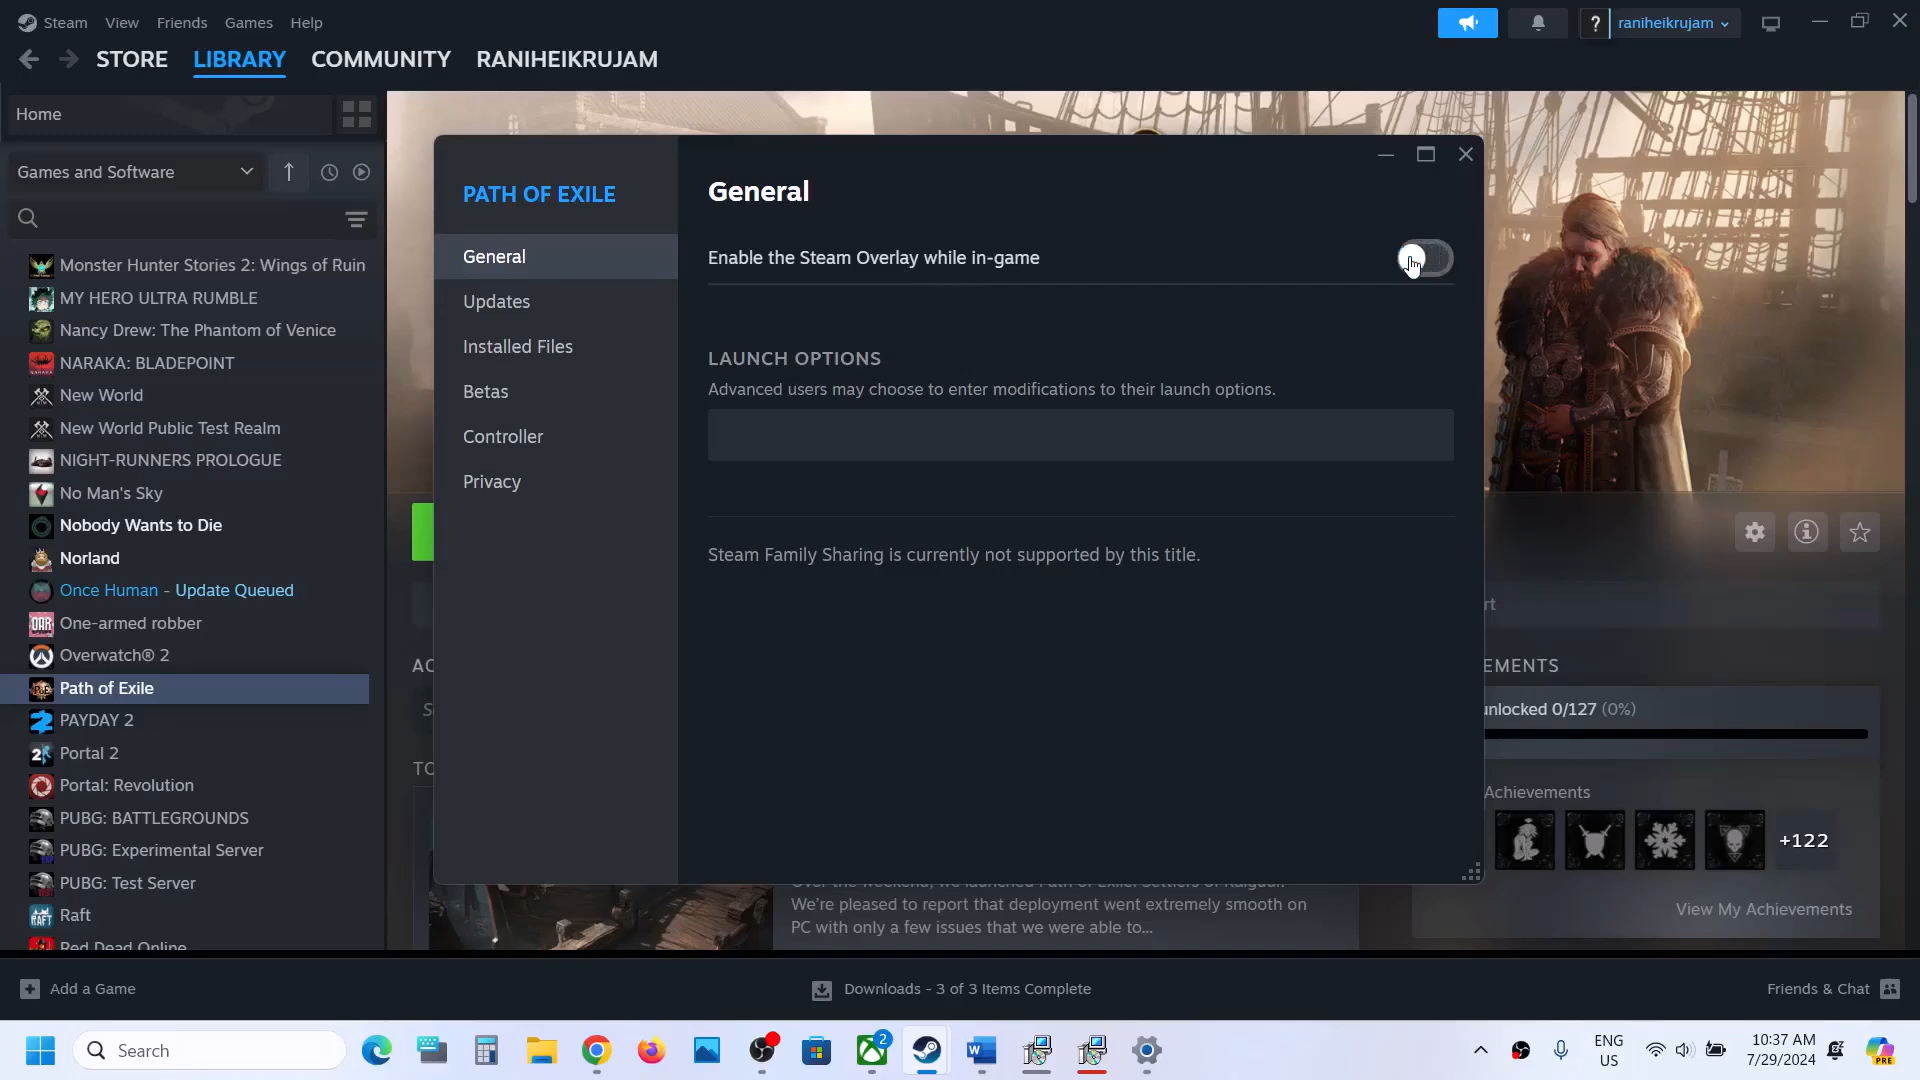 Steam View Friends Games Help
? raniheikrujam
STORE LIBRARY COMMUNITY RANIHEIKRUJAM
Home
Games and Software
Monster Hunter Stories 2: Wings of Ruin
MY HERO ULTRA RUMBLE
Nancy Drew: The Phantom of Venice
NARAKA: BLADEPOINT
New World
New World Public Test Realm
NIGHT-RUNNERS PROLOGUE
No Man's Sky
Nobody Wants to Die
Norland
Once Human - Update Queued
One-armed robber
Overwatch® 2
Path of Exile
PAYDAY 2
Portal 2
Portal: Revolution
PUBG: BATTLEGROUNDS
PUBG: Experimental Server
PUBG: Test Server
Raft
Red Dead Online
PATH OF EXILE
General
Updates
Installed Files
Betas
Controller
Privacy
General
Enable the Steam Overlay while in-game
LAUNCH OPTIONS
Advanced users may choose to enter modifications to their launch options.
Steam Family Sharing is currently not supported by this title.
EMENTS
unlocked 0/127 (0%)
Achievements
+122
View My Achievements
We're pleased to report that deployment went extremely smooth on
PC with only a few issues that we were able to...
Add a Game
Downloads - 3 of 3 Items Complete
Friends & Chat
Search
2
ENG
US
10:37 AM
7/29/2024
PRE